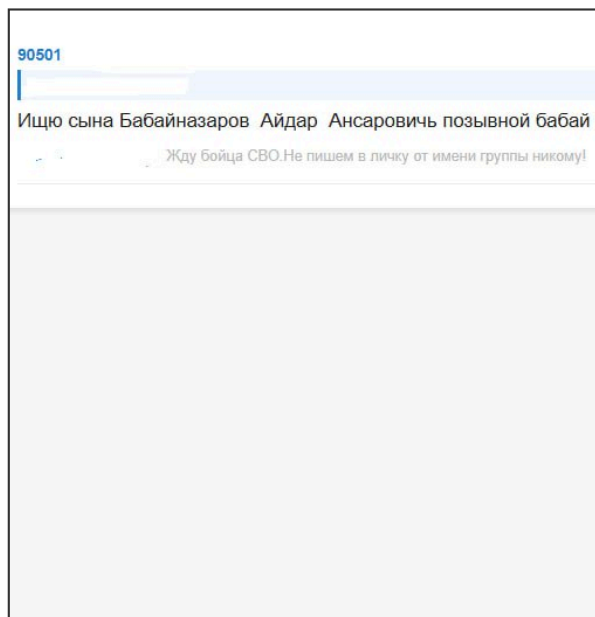 90501
Ищю сына Бабайназаров Айдар Ансаровичь позывной бабай
Жду бойца СВО.Не пишем в личку от имени группы никому!